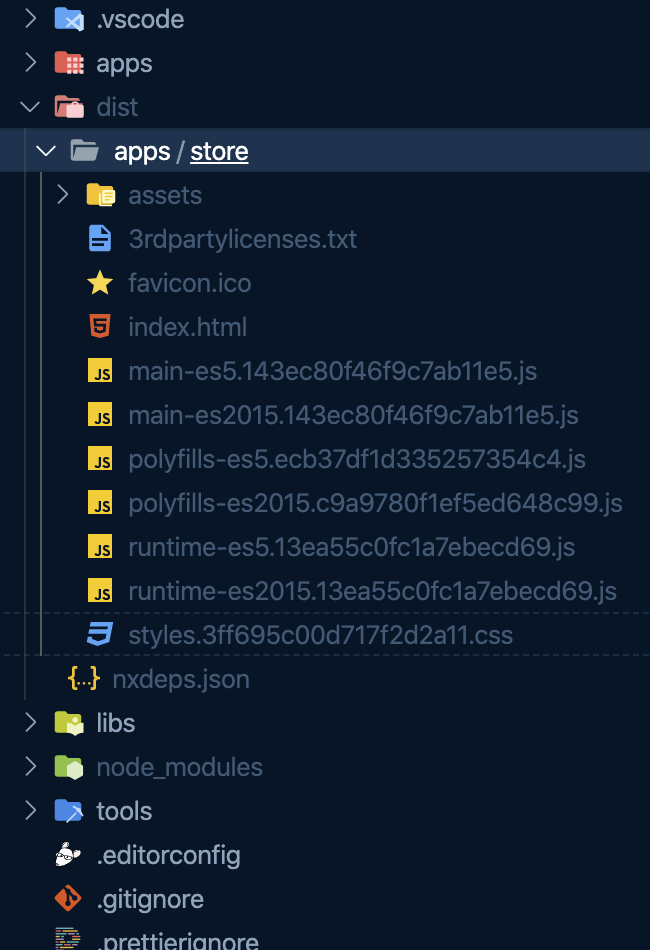 .vscode
apps
dist
apps / store
assets
3rdpartylicenses.txt
favicon.ico
index.html
JS main-es5.143ec80f46f9c7ab11e5.js
JS main-es2015.143ec80f46f9c7ab11e5.js
JS polyfills-es5.ecb37df1d335257354c4.js
JS polyfills-es2015.c9a9780f1ef5ed648c99.js
JS runtime-es5.13ea55c0fc1a7ebecd69.js
JS runtime-es2015.13ea55c0fc1a7ebecd69.js
styles.3ff695c00d717f2d2a11.css
{...} nxdeps.json
libs
node_modules
tools
.editorconfig
.gitignore
.prettierignore